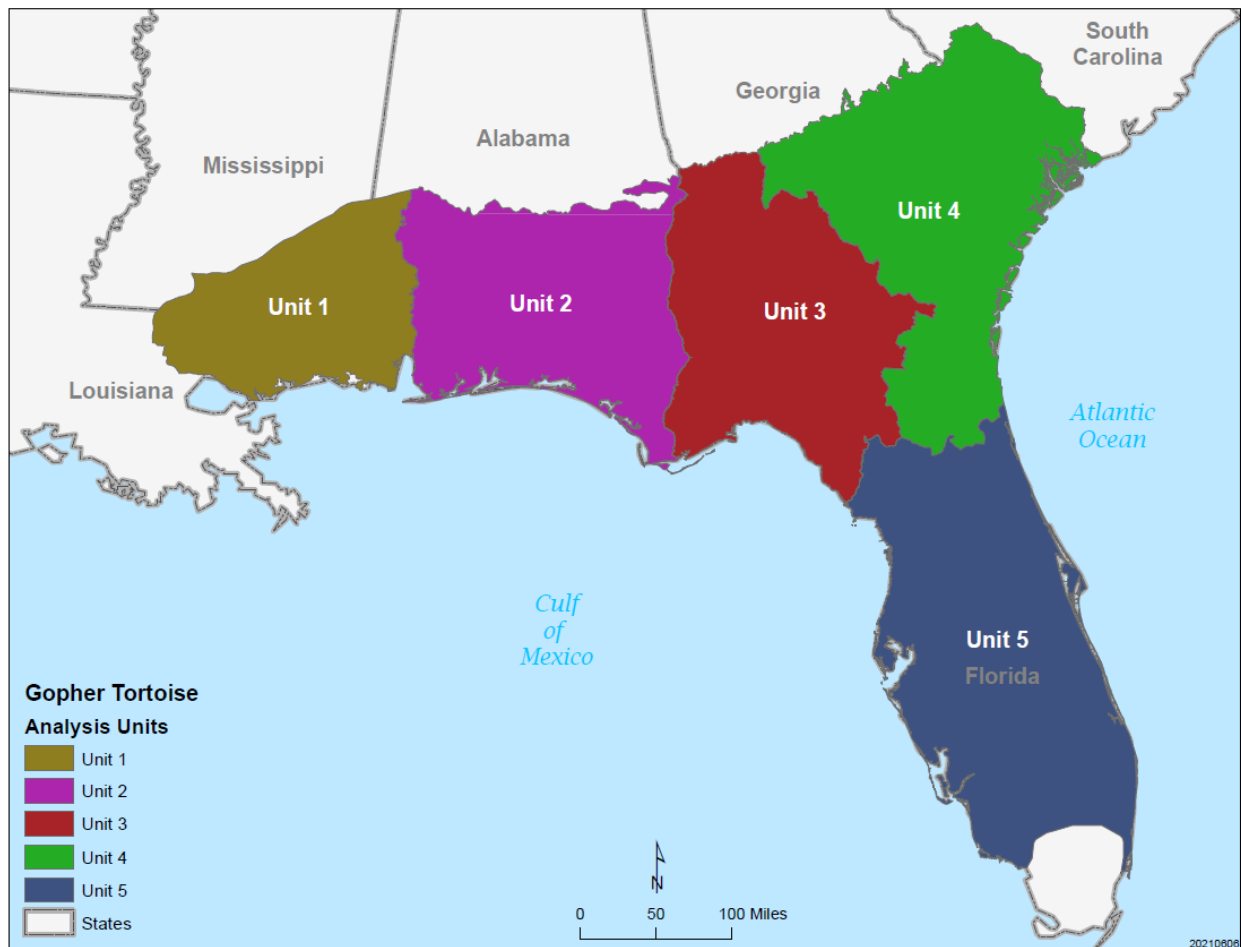 South
Carolina
Georgia
Alabama
Mississippi
Unit 4
Unit 1
Unit 2
Unit 3
Louisiana
Atlantic
Ocean
Culf
of
Mexico
Unit 5
Florida
Gopher Tortoise
Analysis Units
Unit 1
Unit 2
Unit 3
Unit 4
Unit 5
States
N
0 50 100 Miles
20210606